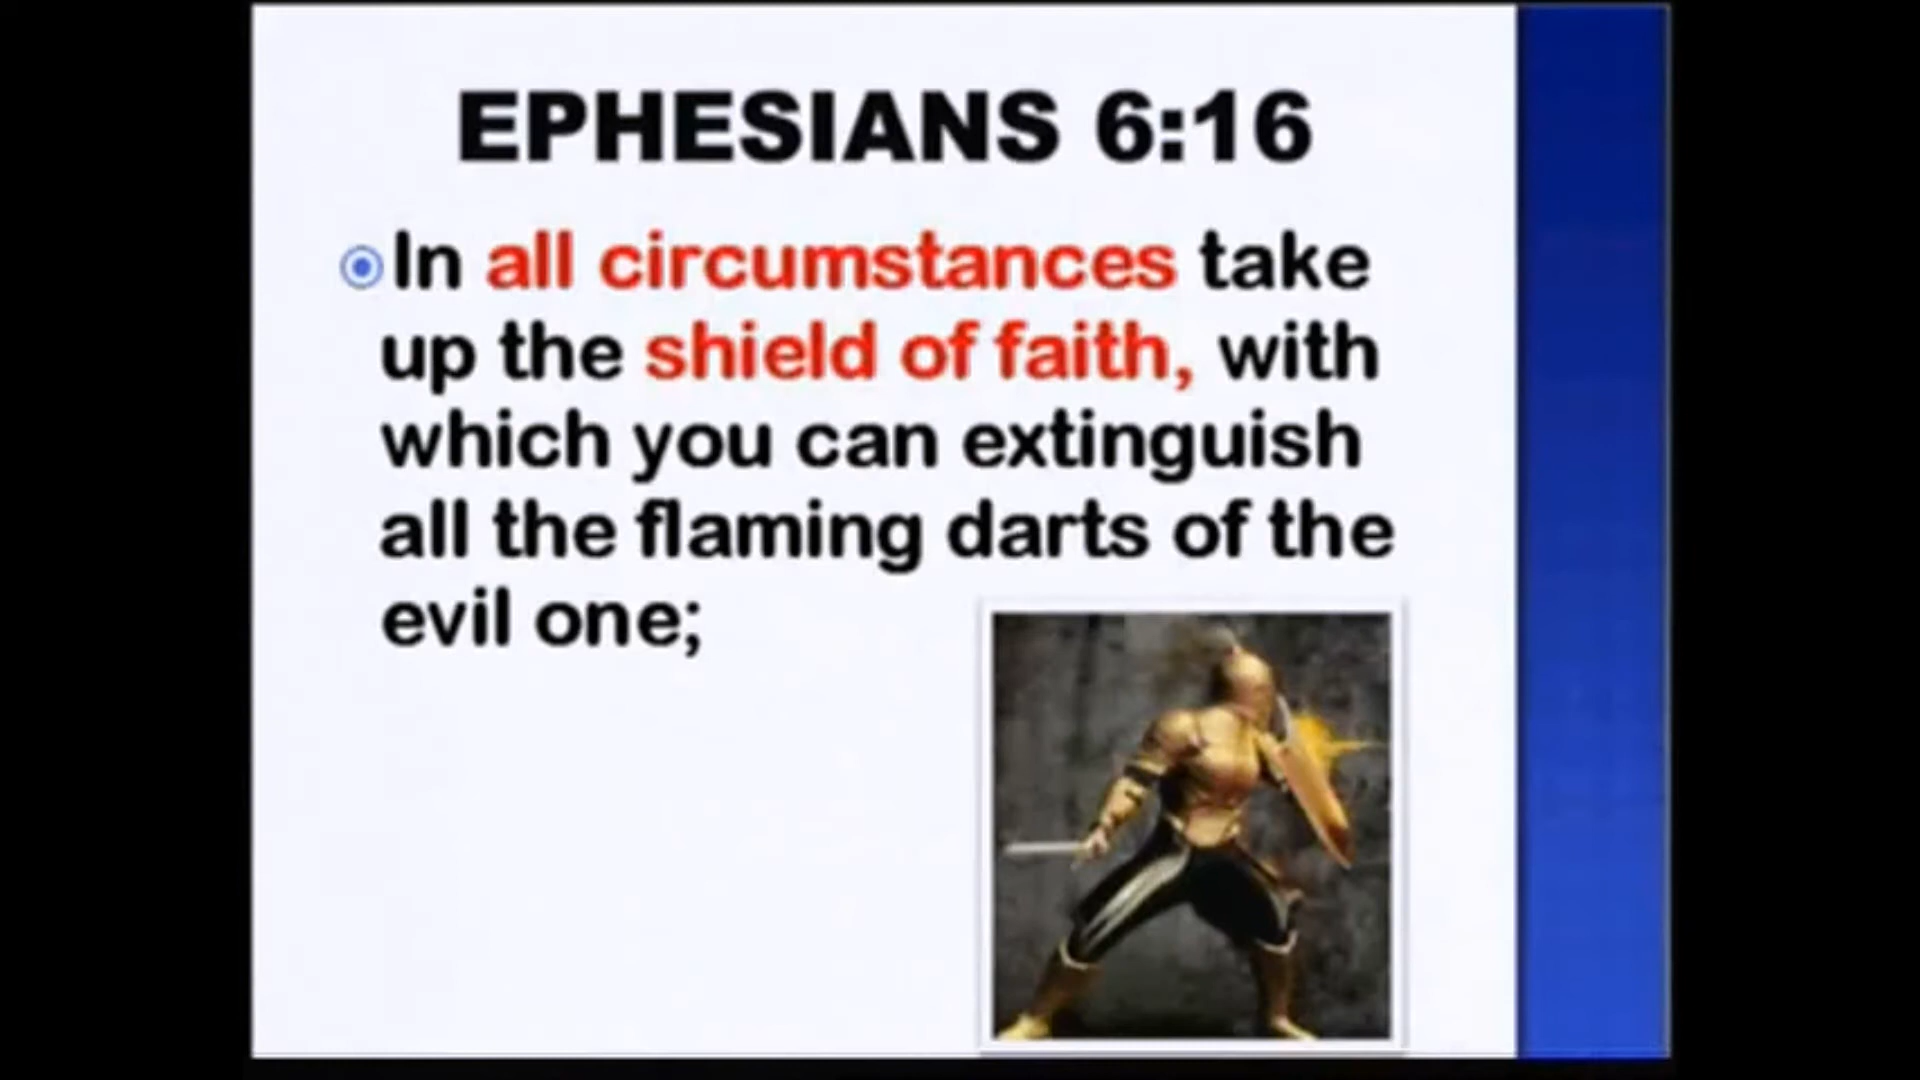 EPHESIANS 6:16
In all circumstances take
up the shield of faith, with
which you can extinguish
all the flaming darts of the
evil one;